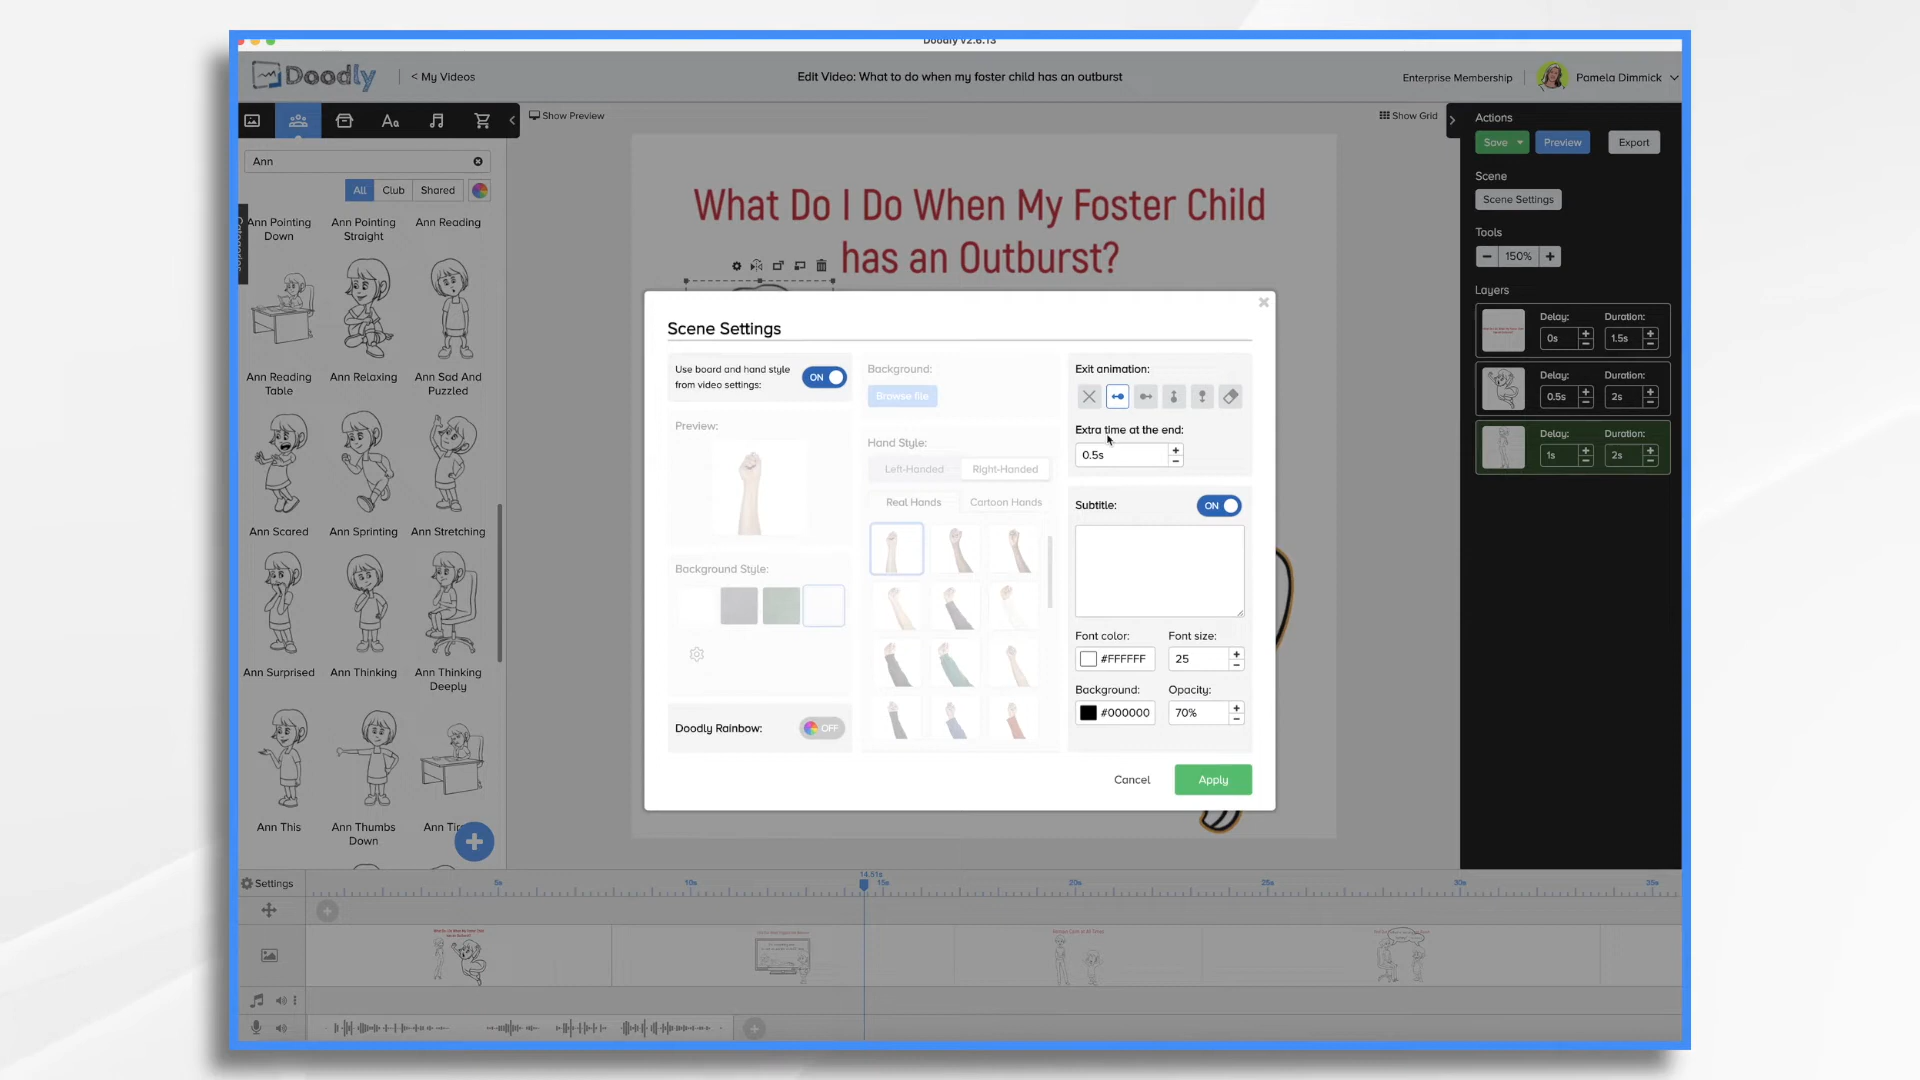 Doodly v2.6.13
Doodly
< My Videos
Edit Video: What to do when my foster child has an outburst
Enterprise Membership
Pamela Dimmick
Show Preview
Show Grid
Ann
All
Club
Shared
Ann Pointing Down
Ann Pointing Straight
Ann Reading
Ann Reading Table
Ann Relaxing
Ann Sad And Puzzled
Ann Scared
Ann Sprinting
Ann Stretching
Ann Surprised
Ann Thinking
Ann Thinking Deeply
Ann This
Ann Thumbs Down
What Do I Do When My Foster Child
has an Outburst?
Scene Settings
Use board and hand style
from video settings:
ON
Preview:
Background Style:
Doodly Rainbow:
OFF
Background:
Browse file
Hand Style:
Left-Handed
Right-Handed
Real Hands
Cartoon Hands
Exit animation:
Extra time at the end:
0.5s
Subtitle:
ON
Font color:
Font size:
#FFFFFF
25
Background:
Opacity:
#000000
70%
Cancel
Apply
Actions
Save
Preview
Export
Scene
Scene Settings
Tools
150%
Layers
Delay:
Duration:
0s
1.5s
Delay:
Duration:
0.5s
2s
Delay:
Duration:
1s
2s
Settings
5s
10s
14.51s
15s
20s
25s
30s
35s